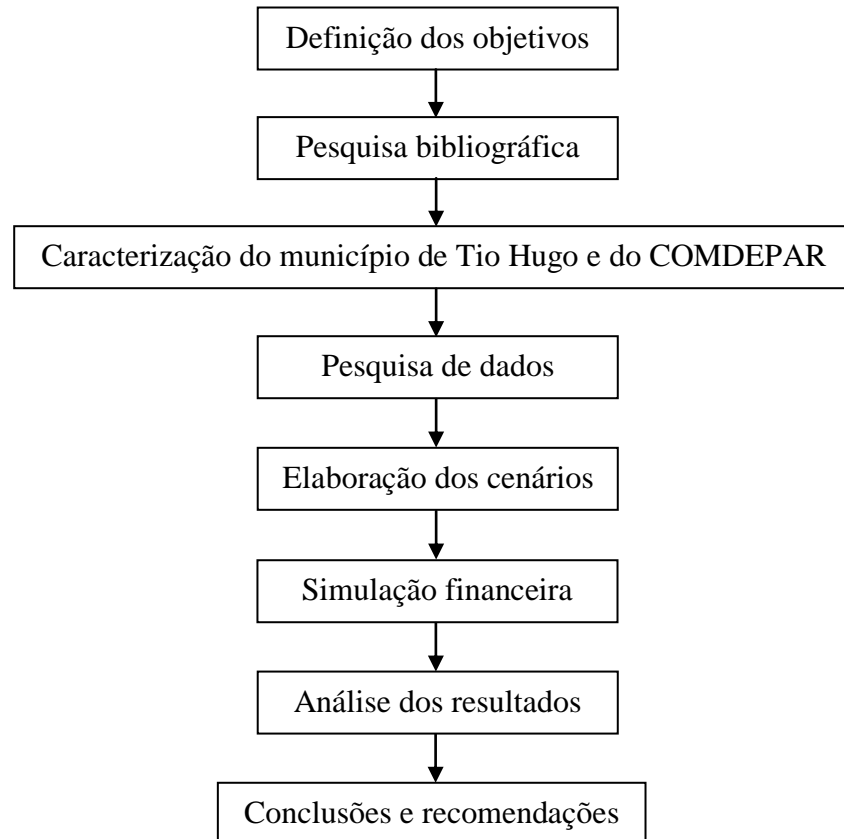 Definição dos objetivos
Pesquisa bibliográfica
Caracterização do município de Tio Hugo e do COMDEPAR
Pesquisa de dados
Elaboração dos cenários
Simulação financeira
Análise dos resultados
Conclusões e recomendações